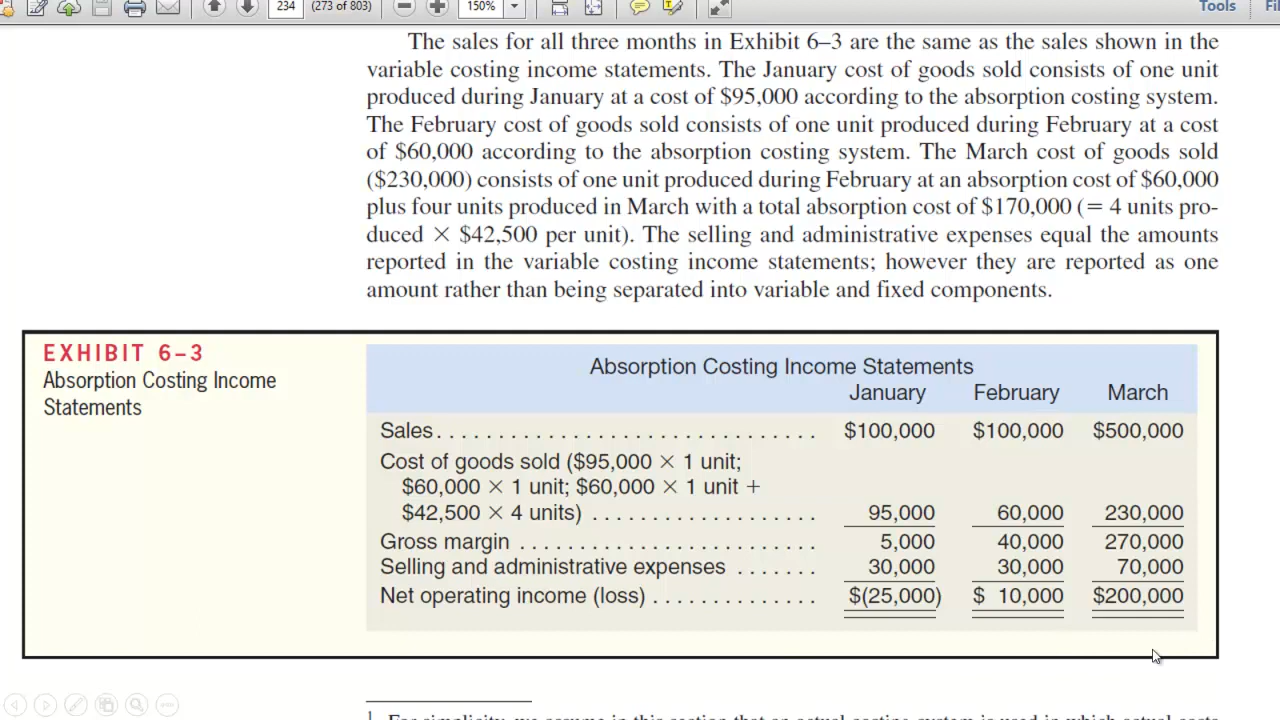 234 (273 of 803) 150% Tools
The sales for all three months in Exhibit 6–3 are the same as the sales shown in the
variable costing income statements. The January cost of goods sold consists of one unit
produced during January at a cost of $95,000 according to the absorption costing system.
The February cost of goods sold consists of one unit produced during February at a cost
of $60,000 according to the absorption costing system. The March cost of goods sold
($230,000) consists of one unit produced during February at an absorption cost of $60,000
plus four units produced in March with a total absorption cost of $170,000 (= 4 units pro-
duced × $42,500 per unit). The selling and administrative expenses equal the amounts
reported in the variable costing income statements; however they are reported as one
amount rather than being separated into variable and fixed components.
EXHIBIT 6–3
Absorption Costing Income
Statements
Absorption Costing Income Statements
January February March
Sales. . . . . . . . . . . . . . . . . . . . . . . . . . . . . . . $100,000 $100,000 $500,000
Cost of goods sold ($95,000 × 1 unit;
$60,000 × 1 unit; $60,000 × 1 unit +
$42,500 × 4 units) . . . . . . . . . . . . . . . . . . 95,000 60,000 230,000
Gross margin . . . . . . . . . . . . . . . . . . . . . . . . 5,000 40,000 270,000
Selling and administrative expenses . . . . . . . 30,000 30,000 70,000
Net operating income (loss) . . . . . . . . . . . . . $(25,000) $ 10,000 $200,000